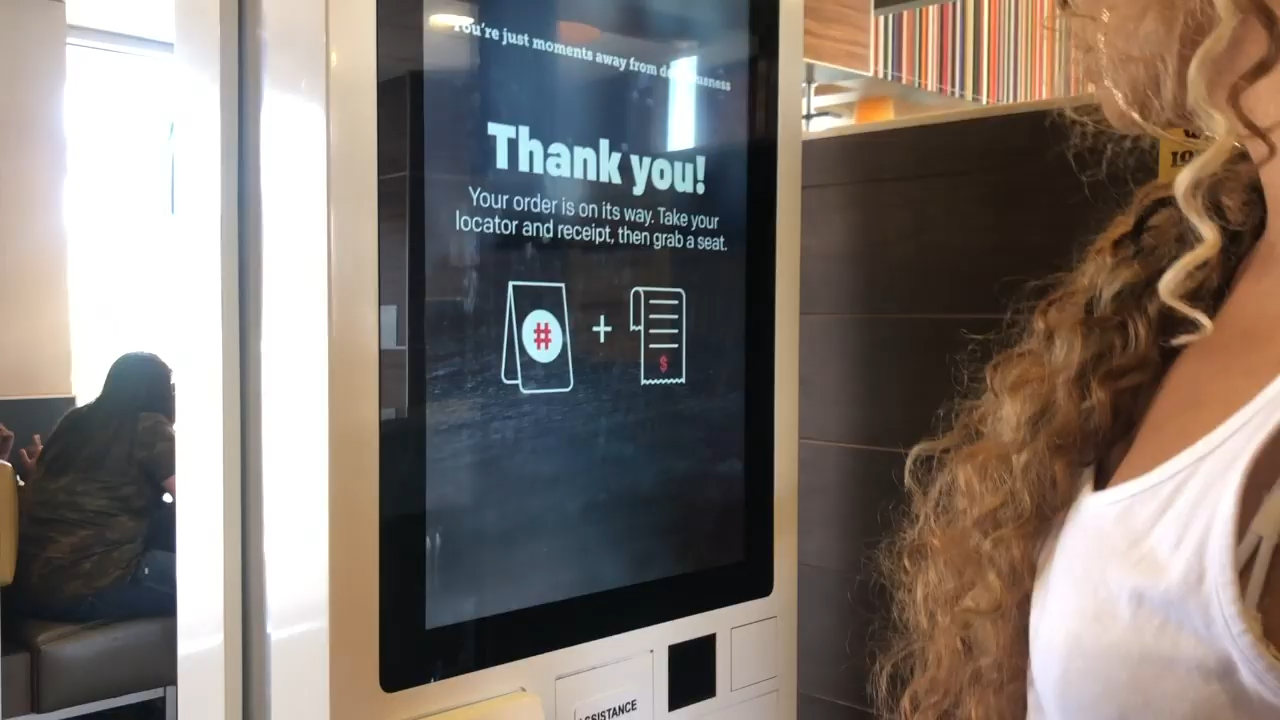 You're just moments away from
Thank you!
Your order is on its way. Take your
locator and receipt, then grab a seat.
#
+
$
ASSISTANCE